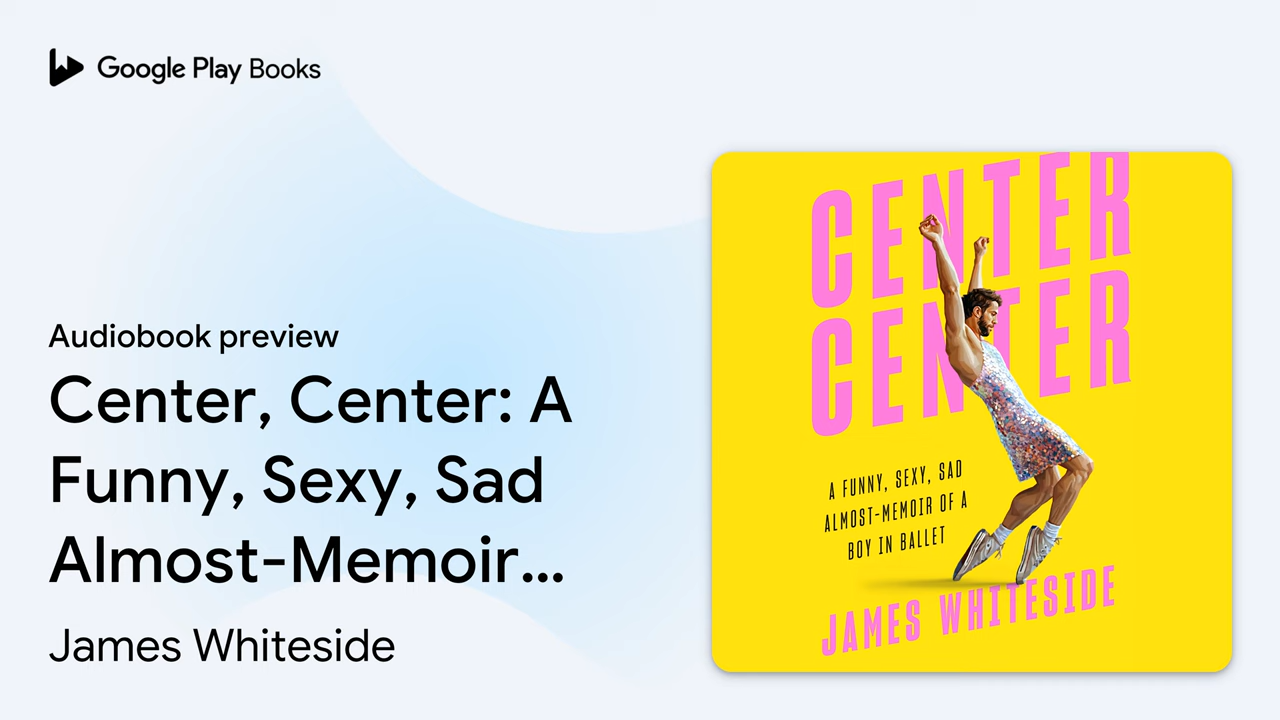 Google Play Books
Audiobook preview
Center, Center: A
Funny, Sexy, Sad
Almost-Memoir...
James Whiteside
CENTER
CENTER
A FUNNY, SEXY, SAD
ALMOST-MEMOIR OF A
BOY IN BALLET
JAMES WHITESIDE